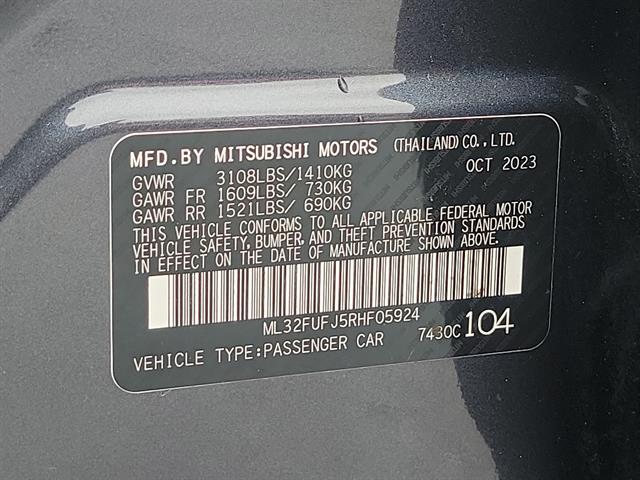 MFD.BY MITSUBISHI MOTORS (THAILAND)CO.,LTD.
GVWR 3108LBS/1410KG OCT 2023
GAWR FR 1609LBS/ 730KG
GAWR RR 1521LBS/ 690KG
THIS VEHICLE CONFORMS TO ALL APPLICABLE FEDERAL MOTOR
VEHICLE SAFETY, BUMPER, AND THEFT PREVENTION STANDARDS
IN EFFECT ON THE DATE OF MANUFACTURE SHOWN ABOVE.
ML32FUFJ5RHF05924
VEHICLE TYPE:PASSENGER CAR 7430C 104